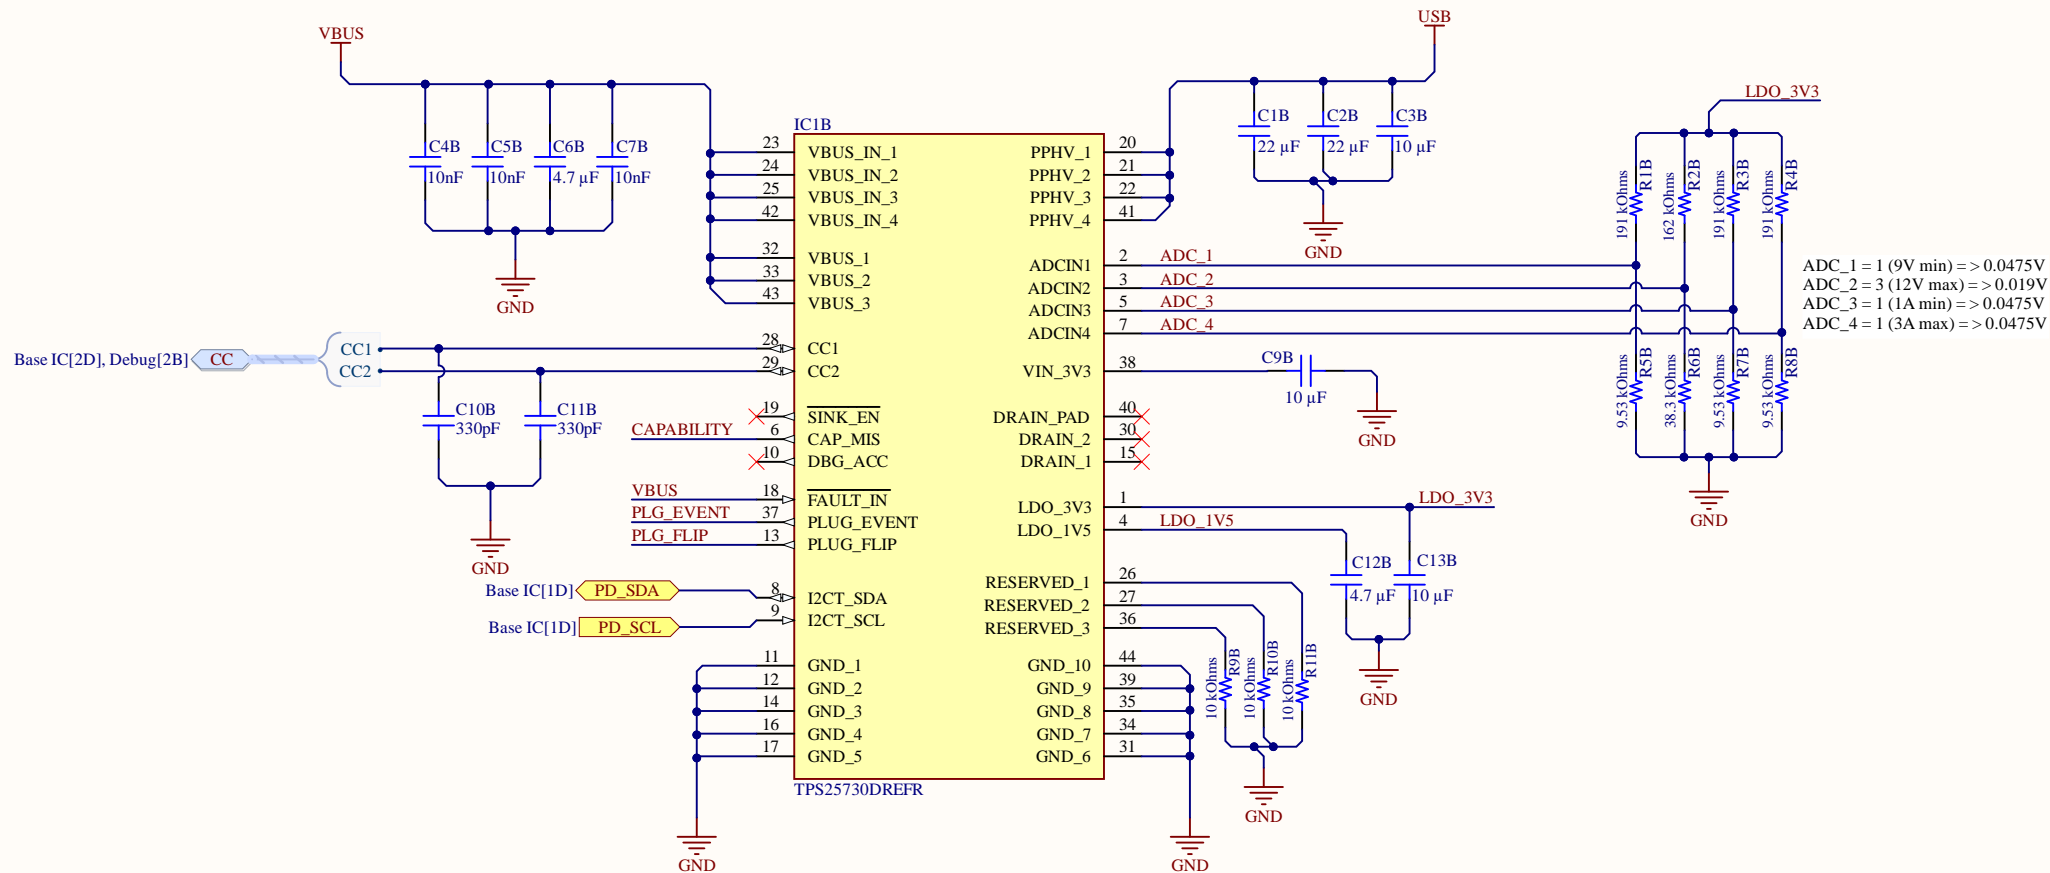 VBUS
USB
LDO_3V3
IC1B
C4B
10nF
C5B
10nF
C6B
4.7 µF
C7B
10nF
GND
C1B
22 µF
C2B
22 µF
C3B
10 µF
GND
23 VBUS_IN_1
24 VBUS_IN_2
25 VBUS_IN_3
42 VBUS_IN_4
32 VBUS_1
33 VBUS_2
43 VBUS_3
28 CC1
29 CC2
19 SINK_EN
CAPABILITY 6 CAP_MIS
10 DBG_ACC
VBUS 18 FAULT_IN
PLG_EVENT 37 PLUG_EVENT
PLG_FLIP 13 PLUG_FLIP
8 I2CT_SDA
9 I2CT_SCL
11 GND_1
12 GND_2
14 GND_3
16 GND_4
17 GND_5
GND
Base IC[2D], Debug[2B] CC
CC1
CC2
C10B
330pF
C11B
330pF
GND
Base IC[1D] PD_SDA
Base IC[1D] PD_SCL
PPHV_1 20
PPHV_2 21
PPHV_3 22
PPHV_4 41
ADCIN1 2 ADC_1
ADCIN2 3 ADC_2
ADCIN3 5 ADC_3
ADCIN4 7 ADC_4
VIN_3V3 38
C9B
10 µF
GND
DRAIN_PAD 40
DRAIN_2 30
DRAIN_1 15
LDO_3V3 1 LDO_3V3
LDO_1V5 4 LDO_1V5
C12B
4.7 µF
C13B
10 µF
GND
RESERVED_1 26
RESERVED_2 27
RESERVED_3 36
R9B
10 kOhms
R10B
10 kOhms
R11B
10 kOhms
GND
GND_10 44
GND_9 39
GND_8 35
GND_7 34
GND_6 31
GND
TPS25730DREFR
R1B
191 kOhms
R2B
162 kOhms
R3B
191 kOhms
R4B
191 kOhms
R5B
9.53 kOhms
R6B
38.3 kOhms
R7B
9.53 kOhms
R8B
9.53 kOhms
GND
ADC_1 = 1 (9V min) => 0.0475V
ADC_2 = 3 (12V max) => 0.019V
ADC_3 = 1 (1A min) => 0.0475V
ADC_4 = 1 (3A max) => 0.0475V